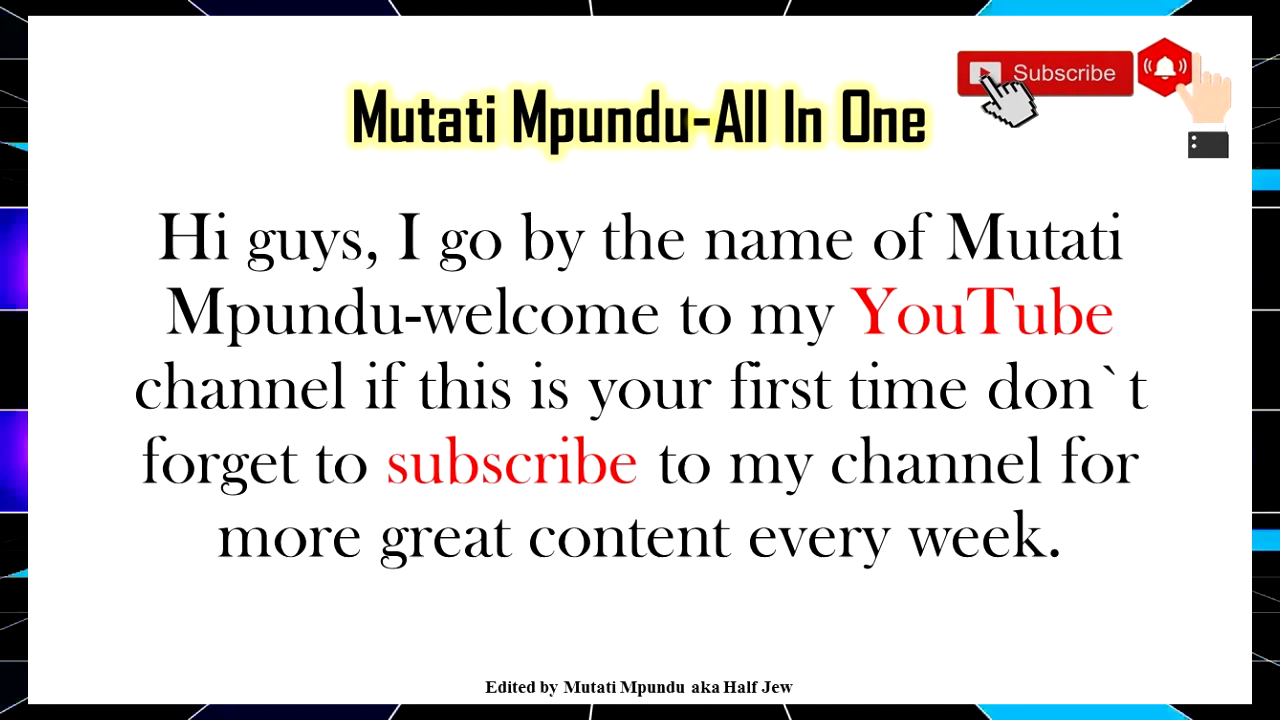 Subscribe
Mutati Mpundu-All In One
Hi guys, I go by the name of Mutati
Mpundu-welcome to my YouTube
channel if this is your first time don`t
forget to subscribe to my channel for
more great content every week.
Edited by Mutati Mpundu aka Half Jew